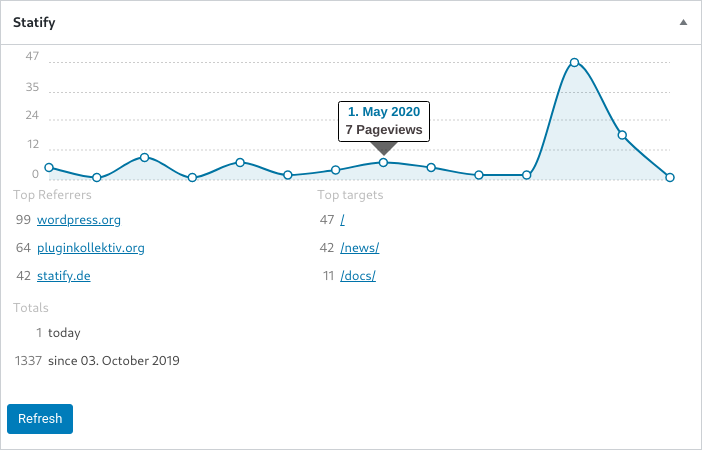 Statify
47
35
24
12
0
1. May 2020
7 Pageviews
Top Referrers
99 wordpress.org
64 pluginkollektiv.org
42 statify.de
Top targets
47 /
42 /news/
11 /docs/
Totals
1 today
1337 since 03. October 2019
Refresh